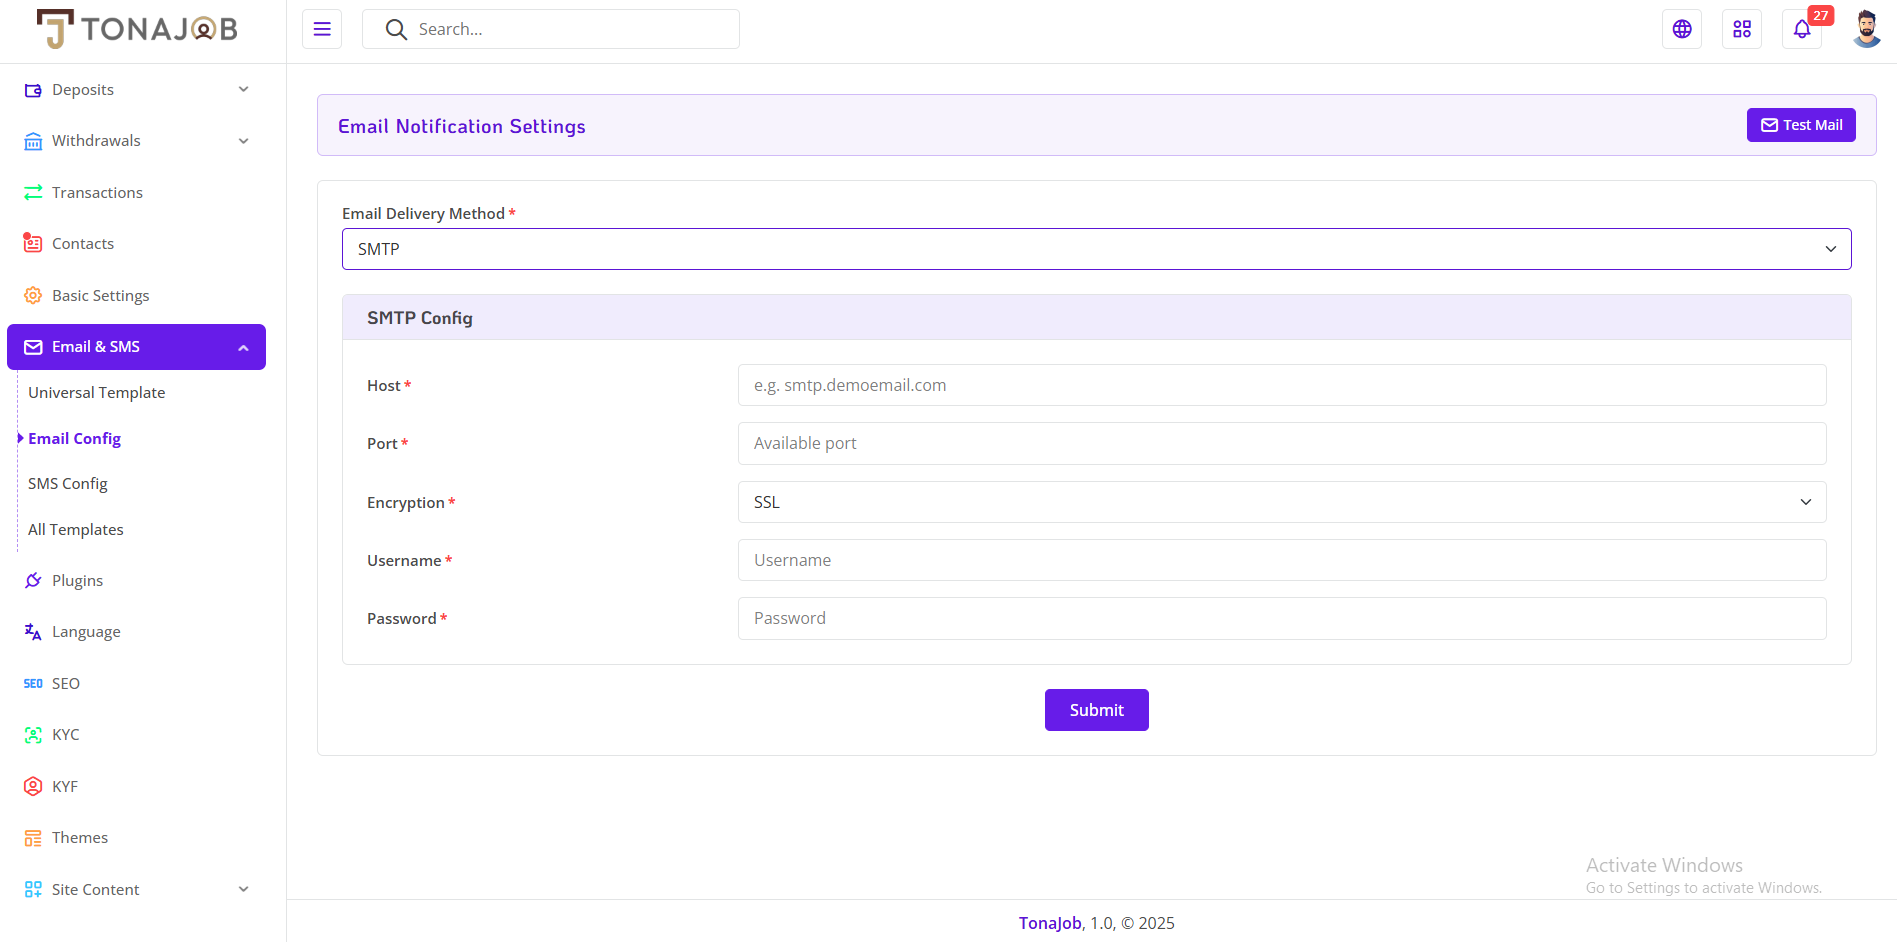 TONAJOB
Search...
27
Deposits
Withdrawals
Transactions
Contacts
Basic Settings
Email & SMS
Universal Template
Email Config
SMS Config
All Templates
Plugins
Language
SEO SEO
KYC
KYF
Themes
Site Content
Email Notification Settings
Test Mail
Email Delivery Method *
SMTP
SMTP Config
Host *
e.g. smtp.demoemail.com
Port *
Available port
Encryption *
SSL
Username *
Username
Password *
Password
Submit
Activate Windows
Go to Settings to activate Windows.
TonaJob, 1.0, © 2025